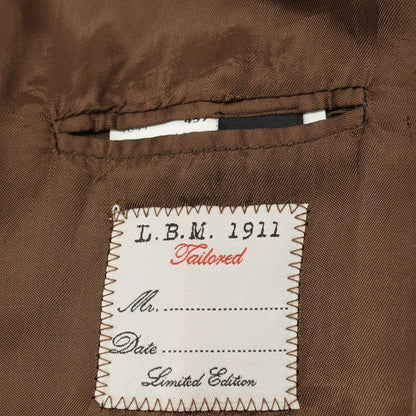 L.B.M. 1911
Tailored
Mr. ........................
Date ........................
Limited Edition